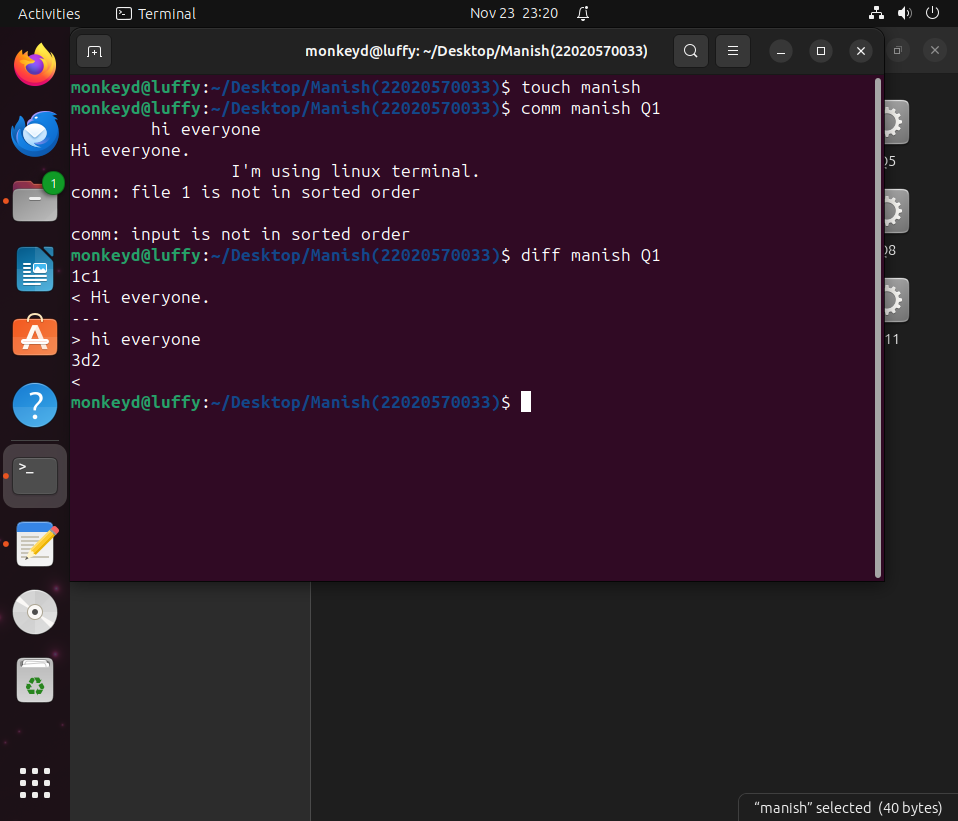 Activities Terminal Nov 23 23:20
monkeyd@luffy: ~/Desktop/Manish(22020570033)
monkeyd@luffy:~/Desktop/Manish(22020570033)$ touch manish
monkeyd@luffy:~/Desktop/Manish(22020570033)$ comm manish Q1
        hi everyone
Hi everyone.
                I'm using linux terminal.
comm: file 1 is not in sorted order

comm: input is not in sorted order
monkeyd@luffy:~/Desktop/Manish(22020570033)$ diff manish Q1
1c1
< Hi everyone.
---
> hi everyone
3d2
<
monkeyd@luffy:~/Desktop/Manish(22020570033)$
1
Q5
Q8
11
"manish" selected (40 bytes)